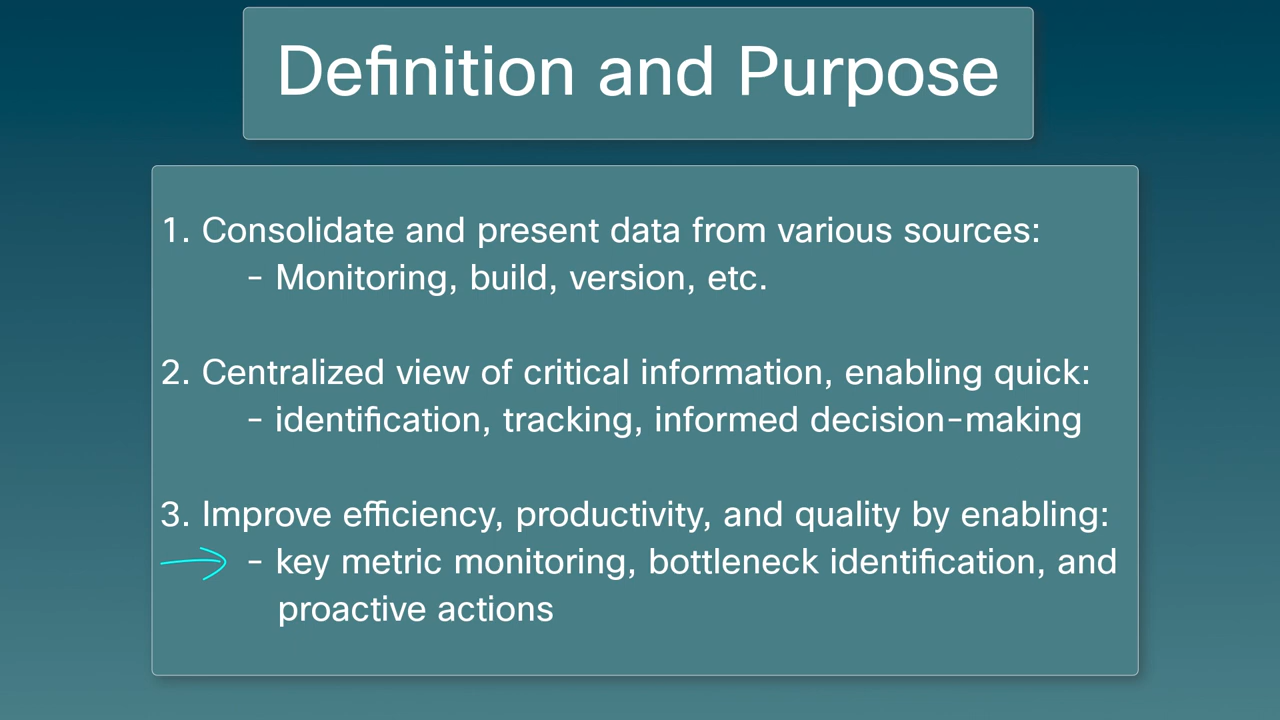 Definition and Purpose
1. Consolidate and present data from various sources:
- Monitoring, build, version, etc.
2. Centralized view of critical information, enabling quick:
- identification, tracking, informed decision-making
3. Improve efficiency, productivity, and quality by enabling:
- key metric monitoring, bottleneck identification, and
proactive actions